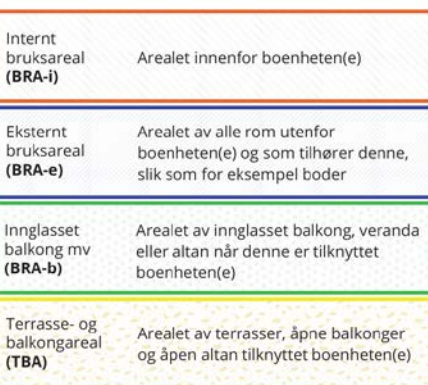 Internt
bruksareal
(BRA-i)
Arealet innenfor boenheten(e)
Eksternt
bruksareal
(BRA-e)
Arealet av alle rom utenfor
boenheten(e) og som tilhører denne,
slik som for eksempel boder
Innglasset
balkong mv
(BRA-b)
Arealet av innglasset balkong, veranda
eller altan når denne er tilknyttet
boenheten(e)
Terrasse- og
balkongareal
(TBA)
Arealet av terrasser, åpne balkonger
og åpen altan tilknyttet boenheten(e)